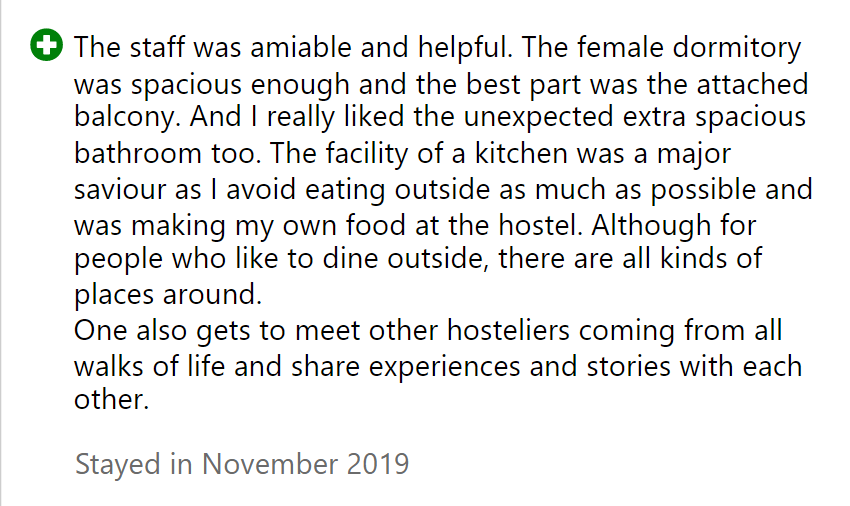 The staff was amiable and helpful. The female dormitory
was spacious enough and the best part was the attached
balcony. And I really liked the unexpected extra spacious
bathroom too. The facility of a kitchen was a major
saviour as I avoid eating outside as much as possible and
was making my own food at the hostel. Although for
people who like to dine outside, there are all kinds of
places around.
One also gets to meet other hosteliers coming from all
walks of life and share experiences and stories with each
other.
Stayed in November 2019